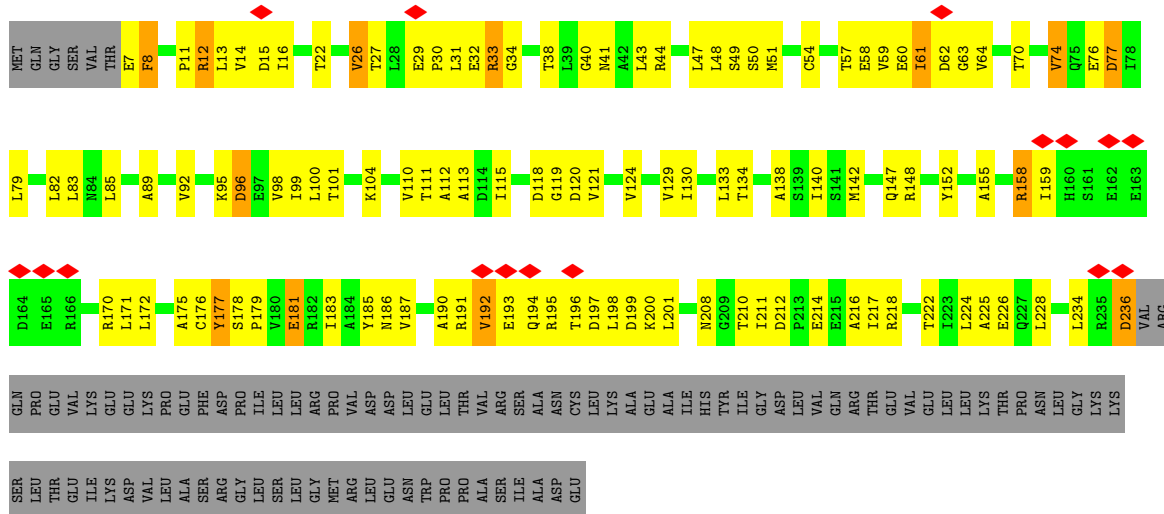 MET GLN GLY SER VAL THR E7 F8 P11 R12 L13 V14 D15 I16 T22 V26 T27 L28 E29 P30 L31 E32 R33 G34 T38 L39 G40 N41 A42 L43 R44 L47 L48 S49 S50 M51 C54 T57 E58 V59 E60 I61 D62 G63 V64 T70 V74 Q75 E76 D77 I78
L79 L82 L83 N84 L85 A89 V92 K95 D96 E97 V98 I99 L100 T101 K104 V110 T111 A112 A113 D114 I115 D118 G119 D120 V121 V124 V129 I130 L133 T134 A138 S139 I140 S141 M142 Q147 R148 Y152 A155 R158 I159 H160 S161 E162 E163
D164 E165 R166 R170 L171 L172 A175 C176 Y177 S178 P179 V180 E181 R182 I183 A184 Y185 N186 V187 A190 R191 V192 E193 Q194 R195 T196 D197 L198 D199 K200 L201 N208 G209 T210 I211 D212 P213 E214 E215 A216 I217 R218 T222 I223 L224 A225 E226 Q227 L228 L234 R235 D236 VAL ARG
GLN PRO GLU VAL LYS GLU GLU LYS PRO GLU PHE ASP PRO ILE LEU LEU ARG PRO VAL ASP ASP LEU GLU LEU THR VAL ARG SER ALA ASN CYS LEU LYS ALA GLU ALA ILE HIS TYR ILE GLY ASP LEU VAL GLN ARG THR GLU VAL GLU LEU LEU LYS THR PRO ASN LEU GLY LYS LYS
SER LEU THR GLU ILE LYS ASP VAL LEU ALA SER ARG GLY LEU SER LEU GLY MET ARG LEU GLU ASN TRP PRO PRO ALA SER ILE ALA ASP GLU